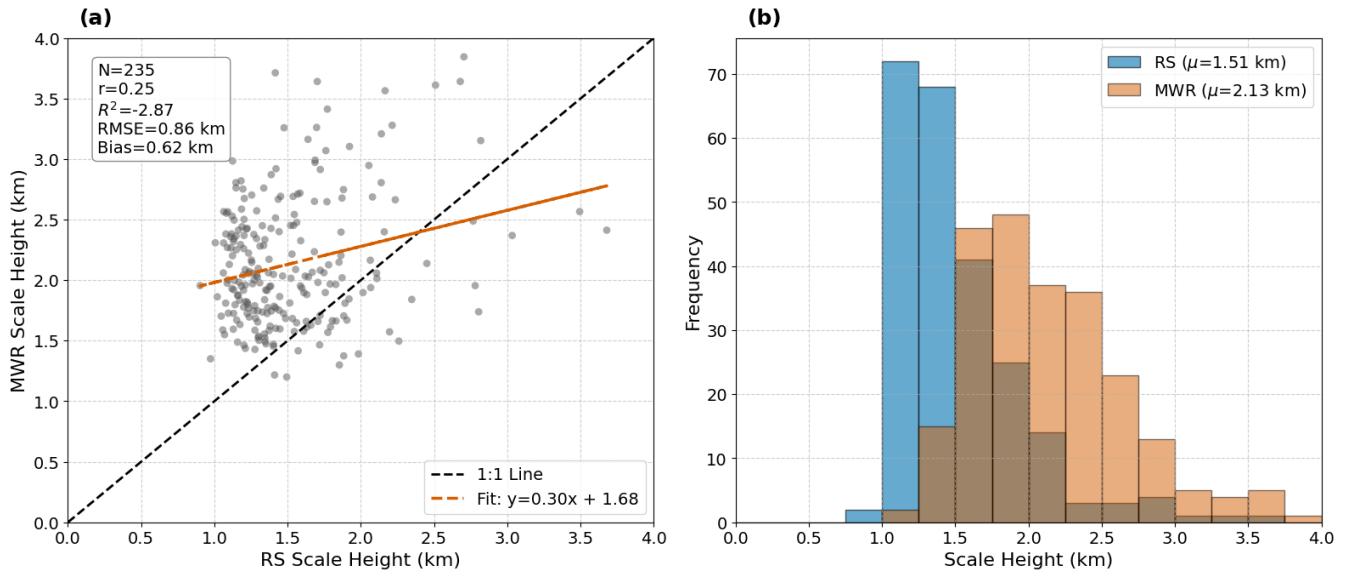 (a)
N=235
r=0.25
R²=-2.87
RMSE=0.86 km
Bias=0.62 km
MWR Scale Height (km)
4.0
3.5
3.0
2.5
2.0
1.5
1.0
0.5
0.0
1:1 Line
Fit: y=0.30x + 1.68
0.0 0.5 1.0 1.5 2.0 2.5 3.0 3.5 4.0
RS Scale Height (km)
(b)
RS (μ=1.51 km)
MWR (μ=2.13 km)
Frequency
70
60
50
40
30
20
10
0
0.0 0.5 1.0 1.5 2.0 2.5 3.0 3.5 4.0
Scale Height (km)